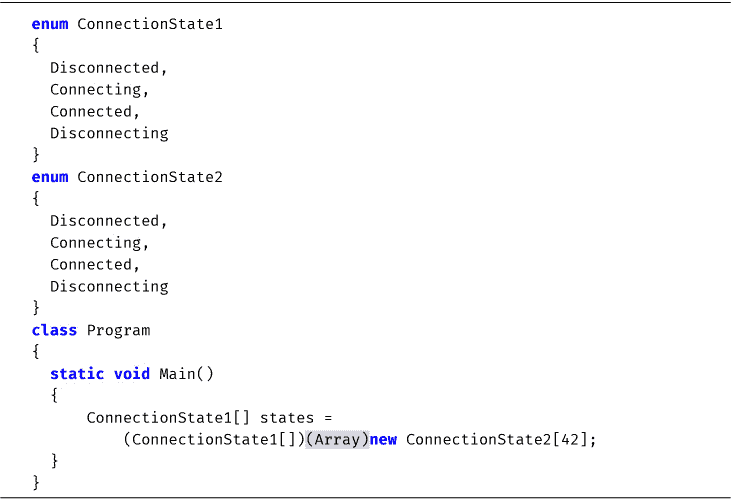 enum ConnectionState1
{
  Disconnected,
  Connecting,
  Connected,
  Disconnecting
}
enum ConnectionState2
{
  Disconnected,
  Connecting,
  Connected,
  Disconnecting
}
class Program
{
  static void Main()
  {
      ConnectionState1[] states =
          (ConnectionState1[])(Array)new ConnectionState2[42];
  }
}